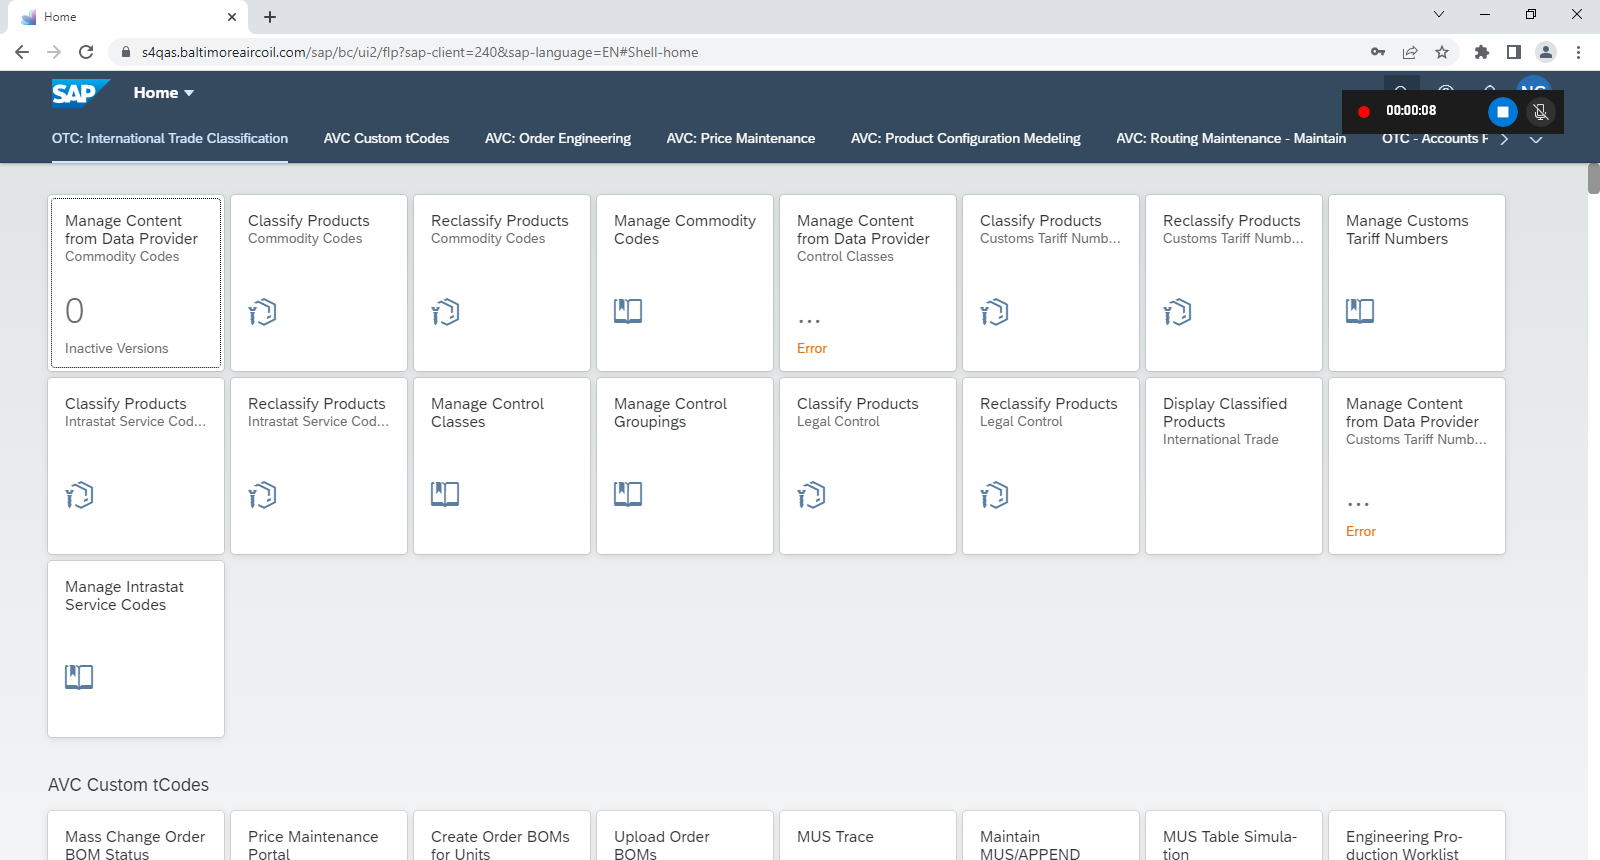 Home
s4qas.baltimoreaircoil.com/sap/bc/ui2/flp?sap-client=240&sap-language=EN#Shell-home
SAP
Home
00:00:08
OTC: International Trade Classification
AVC Custom tCodes
AVC: Order Engineering
AVC: Price Maintenance
AVC: Product Configuration Medeling
AVC: Routing Maintenance - Maintain
OTC - Accounts
Manage Content
from Data Provider
Commodity Codes
0
Inactive Versions
Classify Products
Commodity Codes
Reclassify Products
Commodity Codes
Manage Commodity
Codes
Manage Content
from Data Provider
Control Classes
...
Error
Classify Products
Customs Tariff Numb...
Reclassify Products
Customs Tariff Numb...
Manage Customs
Tariff Numbers
Classify Products
Intrastat Service Cod...
Reclassify Products
Intrastat Service Cod...
Manage Control
Classes
Manage Control
Groupings
Classify Products
Legal Control
Reclassify Products
Legal Control
Display Classified
Products
International Trade
Manage Content
from Data Provider
Customs Tariff Numb...
...
Error
Manage Intrastat
Service Codes
AVC Custom tCodes
Mass Change Order
BOM Status
Price Maintenance
Portal
Create Order BOMs
for Units
Upload Order
BOMs
MUS Trace
Maintain
MUS/APPEND
MUS Table Simula-
tion
Engineering Pro-
duction Worklist